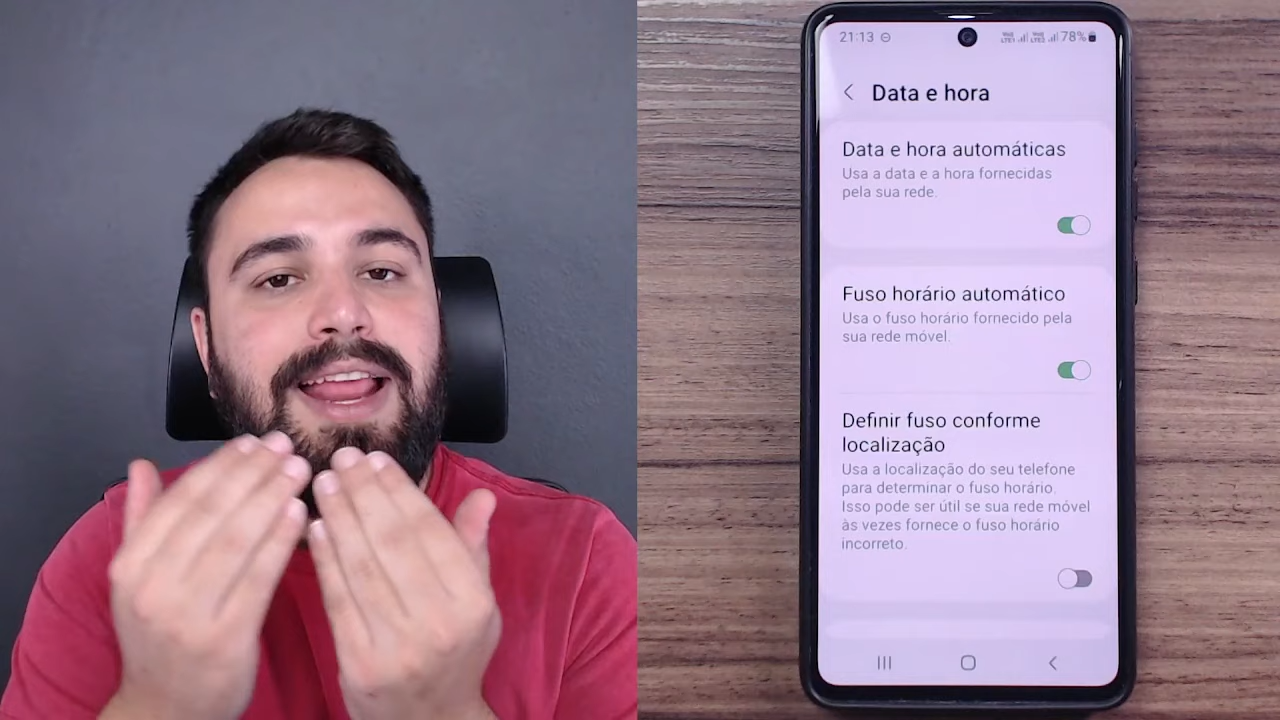 21:13
78%
Data e hora
Data e hora automáticas
Usa a data e a hora fornecidas
pela sua rede.
Fuso horário automático
Usa o fuso horário fornecido pela
sua rede móvel.
Definir fuso conforme
localização
Usa a localização do seu telefone
para determinar o fuso horário.
Isso pode ser útil se sua rede móvel
às vezes fornece o fuso horário
incorreto.